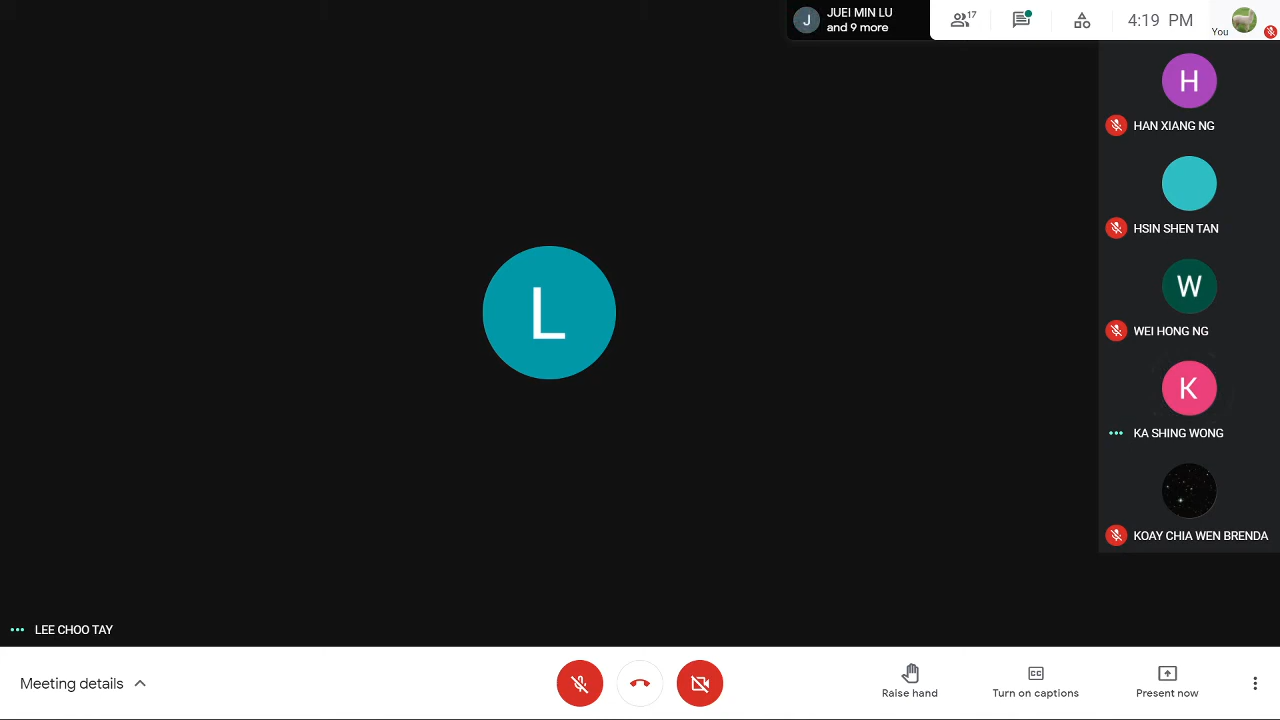 JUEI MIN LU
and 9 more
17
4:19 PM
You
H
HAN XIANG NG
HSIN SHEN TAN
W
WEI HONG NG
K
KA SHING WONG
KOAY CHIA WEN BRENDA
J
L
LEE CHOO TAY
Meeting details
Raise hand
CC
Turn on captions
Present now